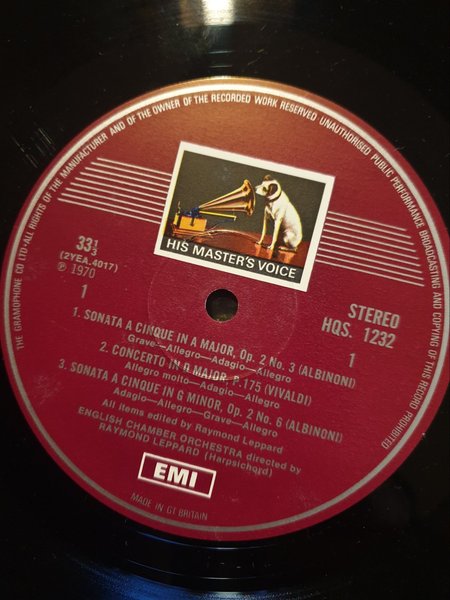 THE GRAMOPHONE CO LTD·ALL RIGHTS OF THE MANUFACTURER AND OF THE OWNER OF THE RECORDED WORK RESERVED UNAUTHORISED PUBLIC PERFORMANCE BROADCASTING AND COPYING OF THIS RECORD PROHIBITED
HIS MASTER'S VOICE
33⅓
(2YEA.4017)
℗ 1970
1
STEREO
HQS. 1232
1
1. SONATA A CINQUE IN A MAJOR, Op. 2 No. 3 (ALBINONI)
Grave—Allegro—Adagio—Allegro
2. CONCERTO IN D MAJOR, P.175 (VIVALDI)
Allegro molto—Adagio—Allegro
3. SONATA A CINQUE IN G MINOR, Op. 2 No. 6 (ALBINONI)
Adagio—Allegro—Grave—Allegro
All items edited by Raymond Leppard
ENGLISH CHAMBER ORCHESTRA directed by
RAYMOND LEPPARD (Harpsichord)
EMI
MADE IN GT BRITAIN